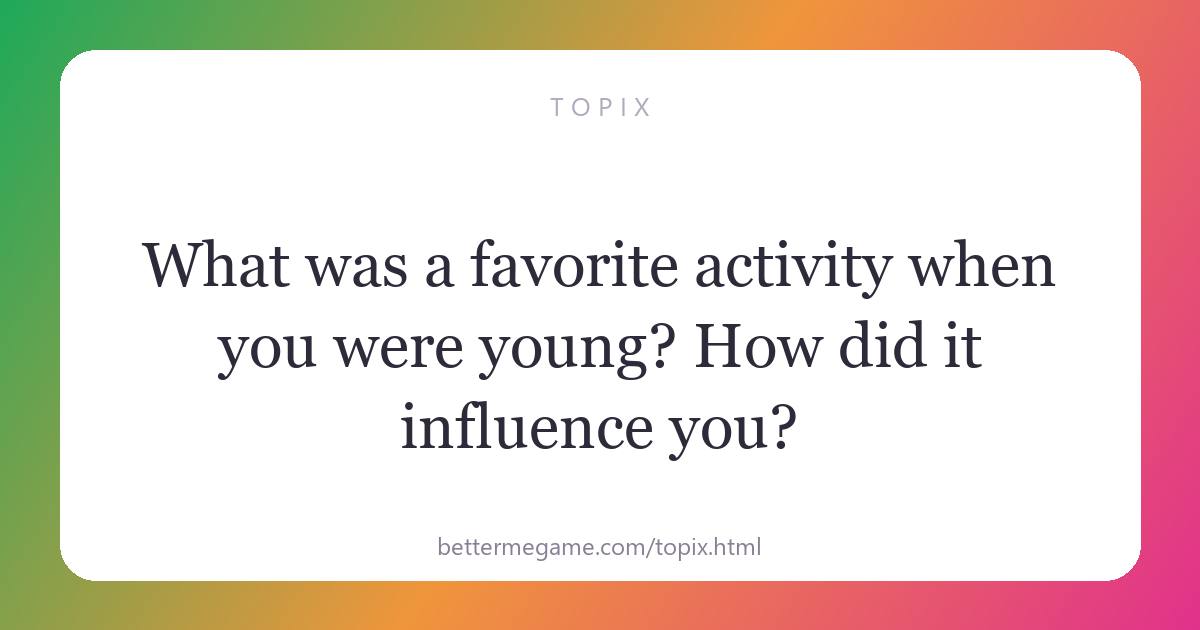 TOPIX
What was a favorite activity when
you were young? How did it
influence you?
bettermegame.com/topix.html